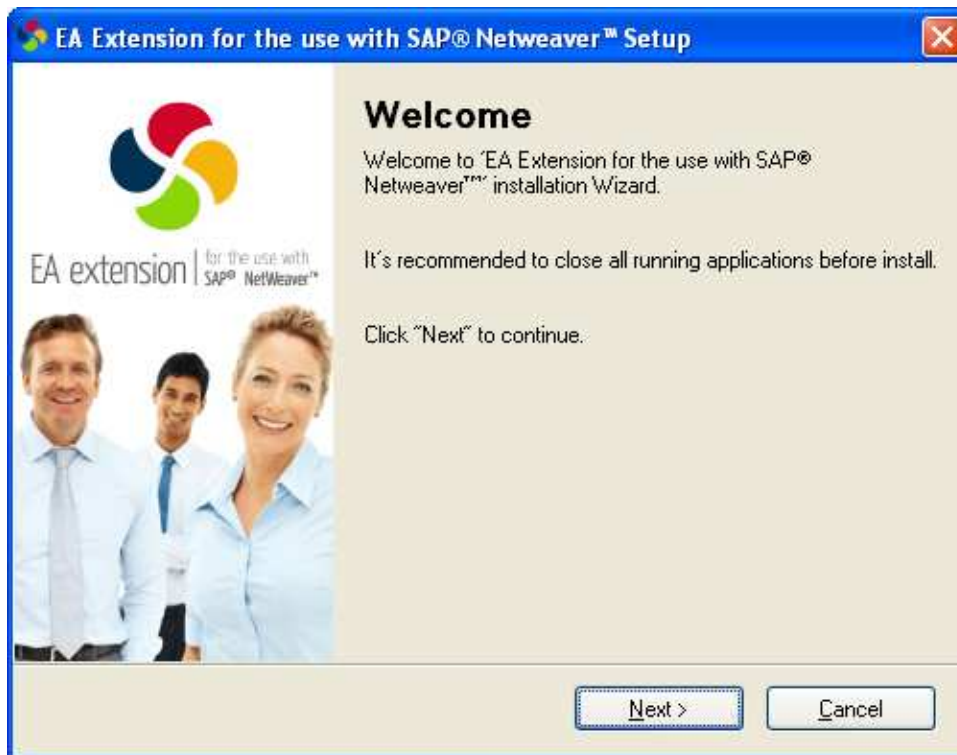 EA Extension for the use with SAP® Netweaver™ Setup
Welcome
Welcome to ´EA Extension for the use with SAP®
Netweaver™´ installation Wizard.
It´s recommended to close all running applications before install.
Click ˝Next˝ to continue.
EA extension | for the use with
SAP® NetWeaver™
Next >
Cancel